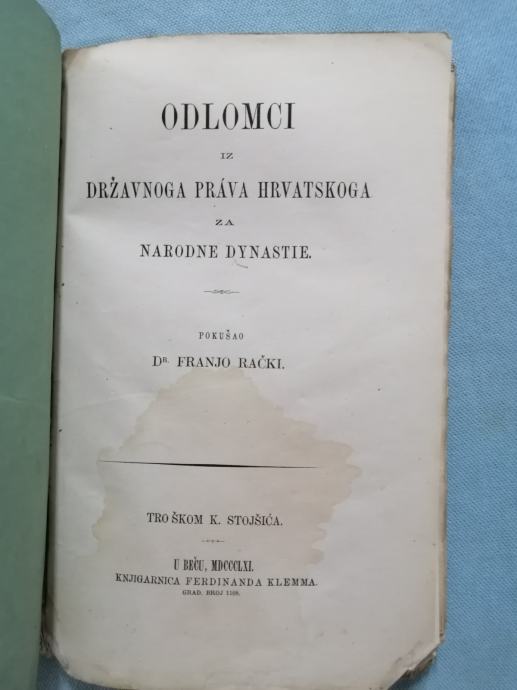 ODLOMCI
IZ
DRŽAVNOGA PRÁVA HRVATSKOGA
ZA
NARODNE DYNASTIE.
POKUŠAO
DR. FRANJO RAČKI.
TROŠKOM K. STOJŠIĆA.
U BEČU, MDCCCLXI.
KNJIGARNICA FERDINANDA KLEMMA.
GRAD. BROJ 1108.